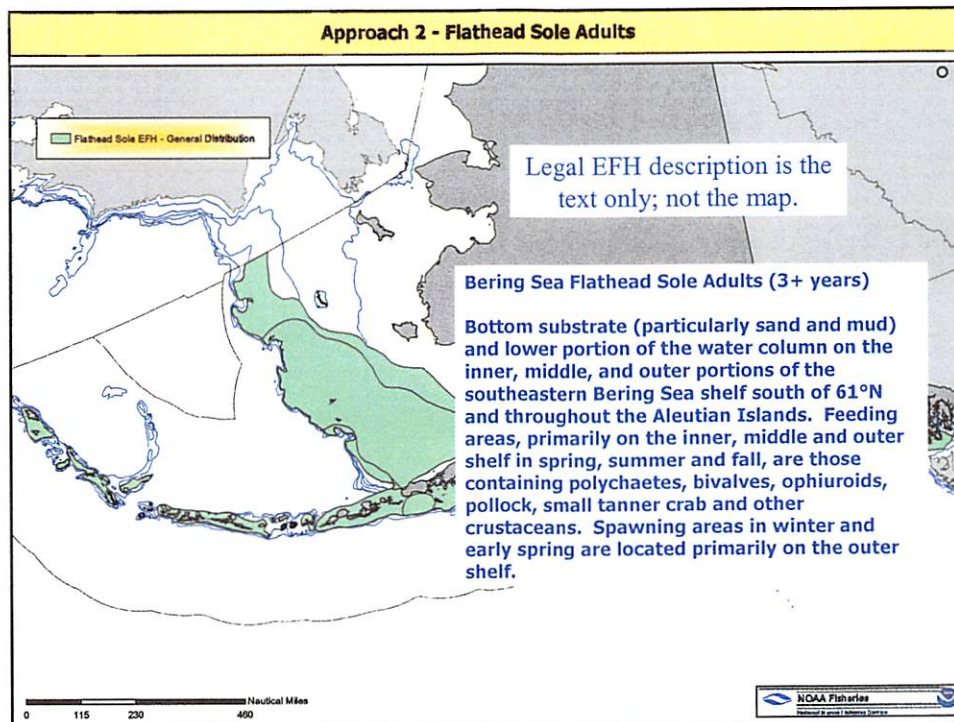 Approach 2 - Flathead Sole Adults
Flathead Sole EFH - General Distribution
Legal EFH description is the
text only; not the map.
Bering Sea Flathead Sole Adults (3+ years)
Bottom substrate (particularly sand and mud)
and lower portion of the water column on the
inner, middle, and outer portions of the
southeastern Bering Sea shelf south of 61°N
and throughout the Aleutian Islands.  Feeding
areas, primarily on the inner, middle and outer
shelf in spring, summer and fall, are those
containing polychaetes, bivalves, ophiuroids,
pollock, small tanner crab and other
crustaceans.  Spawning areas in winter and
early spring are located primarily on the outer
shelf.
Nautical Miles
0 115 230 460
NOAA Fisheries
National Marine Fisheries Service